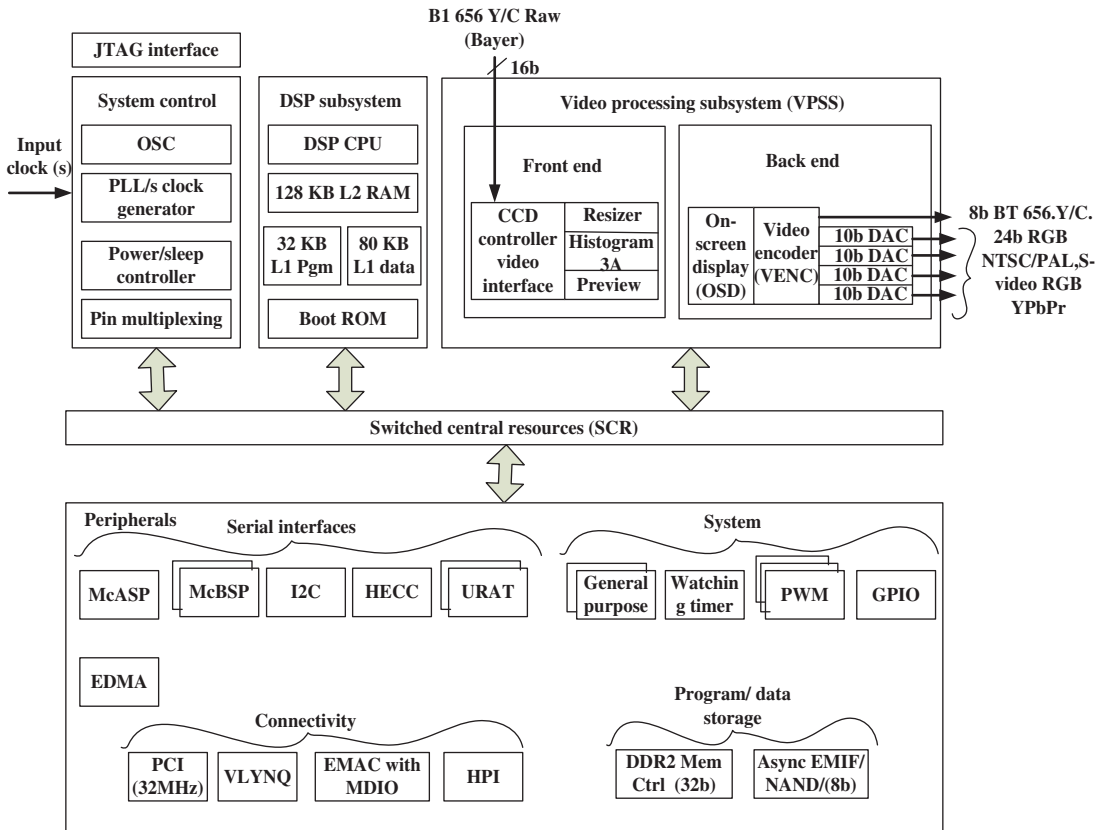 B1 656 Y/C Raw
(Bayer)
16b
JTAG interface
System control
OSC
PLL/s clock
generator
Power/sleep
controller
Pin multiplexing
Input
clock (s)
DSP subsystem
DSP CPU
128 KB L2 RAM
32 KB
L1 Pgm
80 KB
L1 data
Boot ROM
Video processing subsystem (VPSS)
Front end
CCD
controller
video
interface
Resizer
Histogram
3A
Preview
Back end
On-
screen
display
(OSD)
Video
encoder
(VENC)
10b DAC
10b DAC
10b DAC
10b DAC
8b BT 656.Y/C.
24b RGB
NTSC/PAL,S-
video RGB
YPbPr
Switched central resources (SCR)
Peripherals
Serial interfaces
McASP
McBSP
I2C
HECC
URAT
System
General
purpose
Watchin
g timer
PWM
GPIO
EDMA
Connectivity
PCI
(32MHz)
VLYNQ
EMAC with
MDIO
HPI
Program/ data
storage
DDR2 Mem
Ctrl (32b)
Async EMIF/
NAND/(8b)